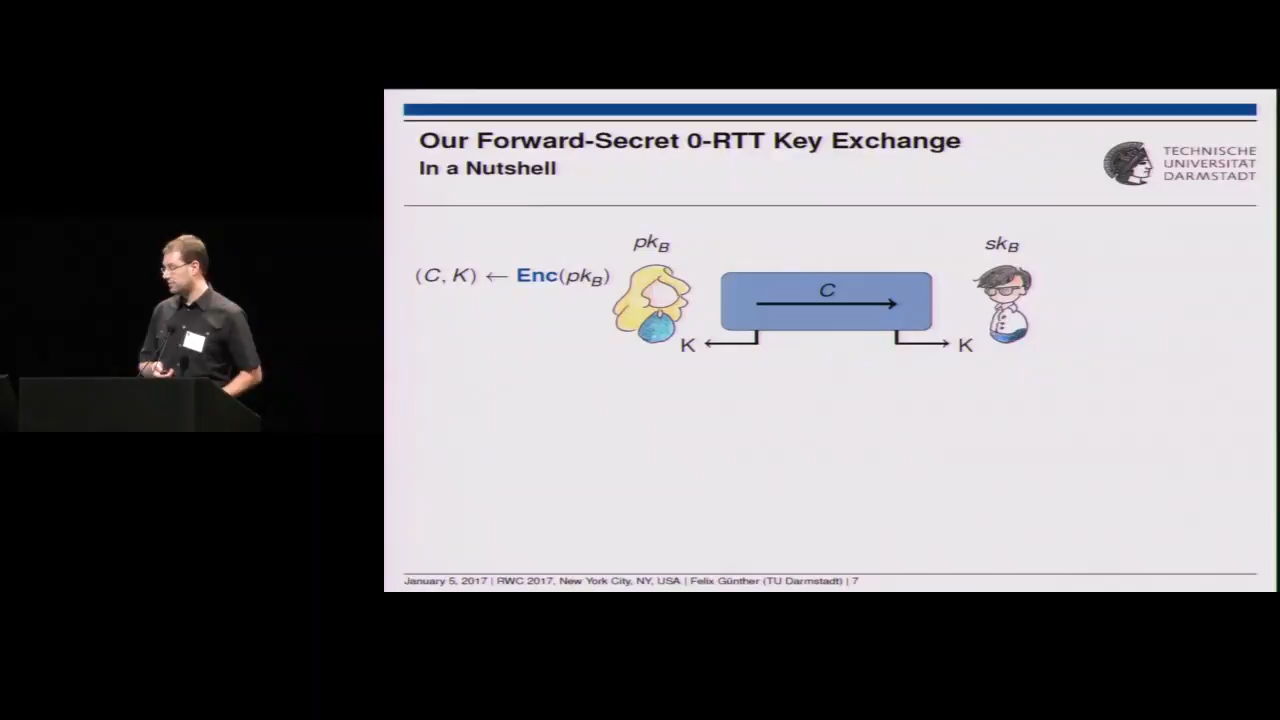 Our Forward-Secret 0-RTT Key Exchange
In a Nutshell
TECHNISCHE
UNIVERSITÄT
DARMSTADT
pk_B
sk_B
(C, K) ← Enc(pk_B)
C
K
K
January 5, 2017 | RWC 2017, New York City, NY, USA | Felix Günther (TU Darmstadt) | 7